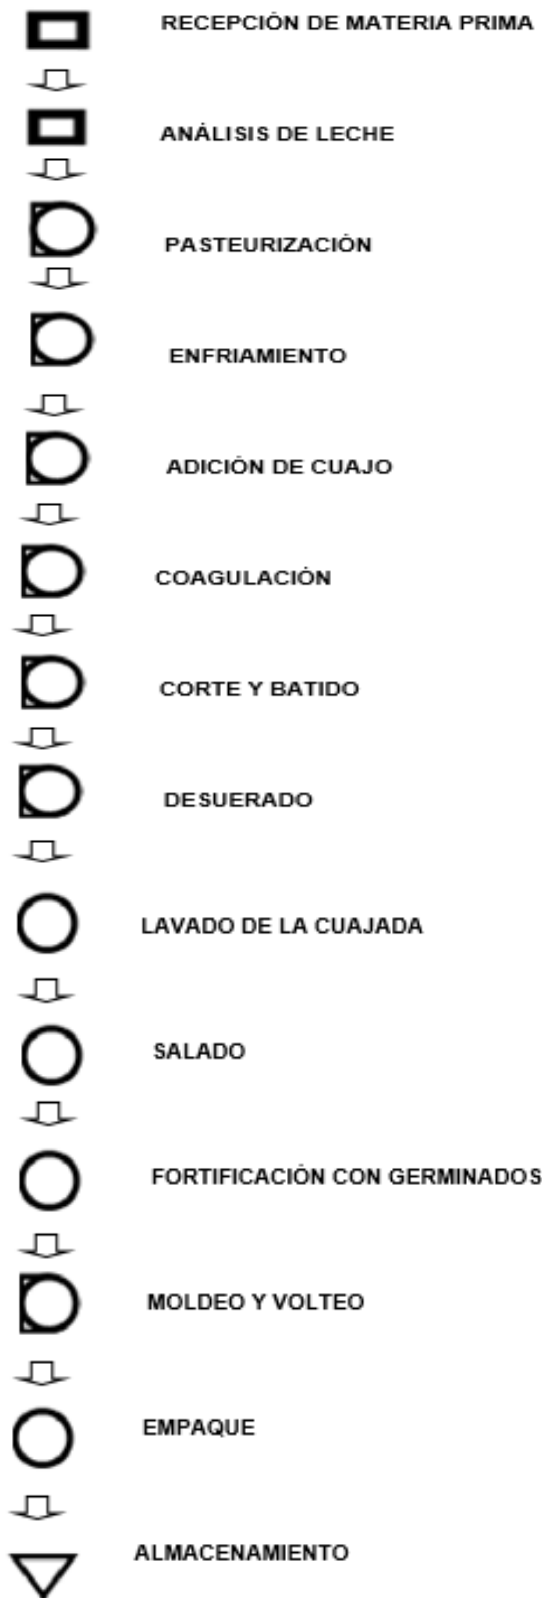 RECEPCIÓN DE MATERIA PRIMA
ANÁLISIS DE LECHE
PASTEURIZACIÓN
ENFRIAMIENTO
ADICIÓN DE CUAJO
COAGULACIÓN
CORTE Y BATIDO
DESUERADO
LAVADO DE LA CUAJADA
SALADO
FORTIFICACIÓN CON GERMINADOS
MOLDEO Y VOLTEO
EMPAQUE
ALMACENAMIENTO